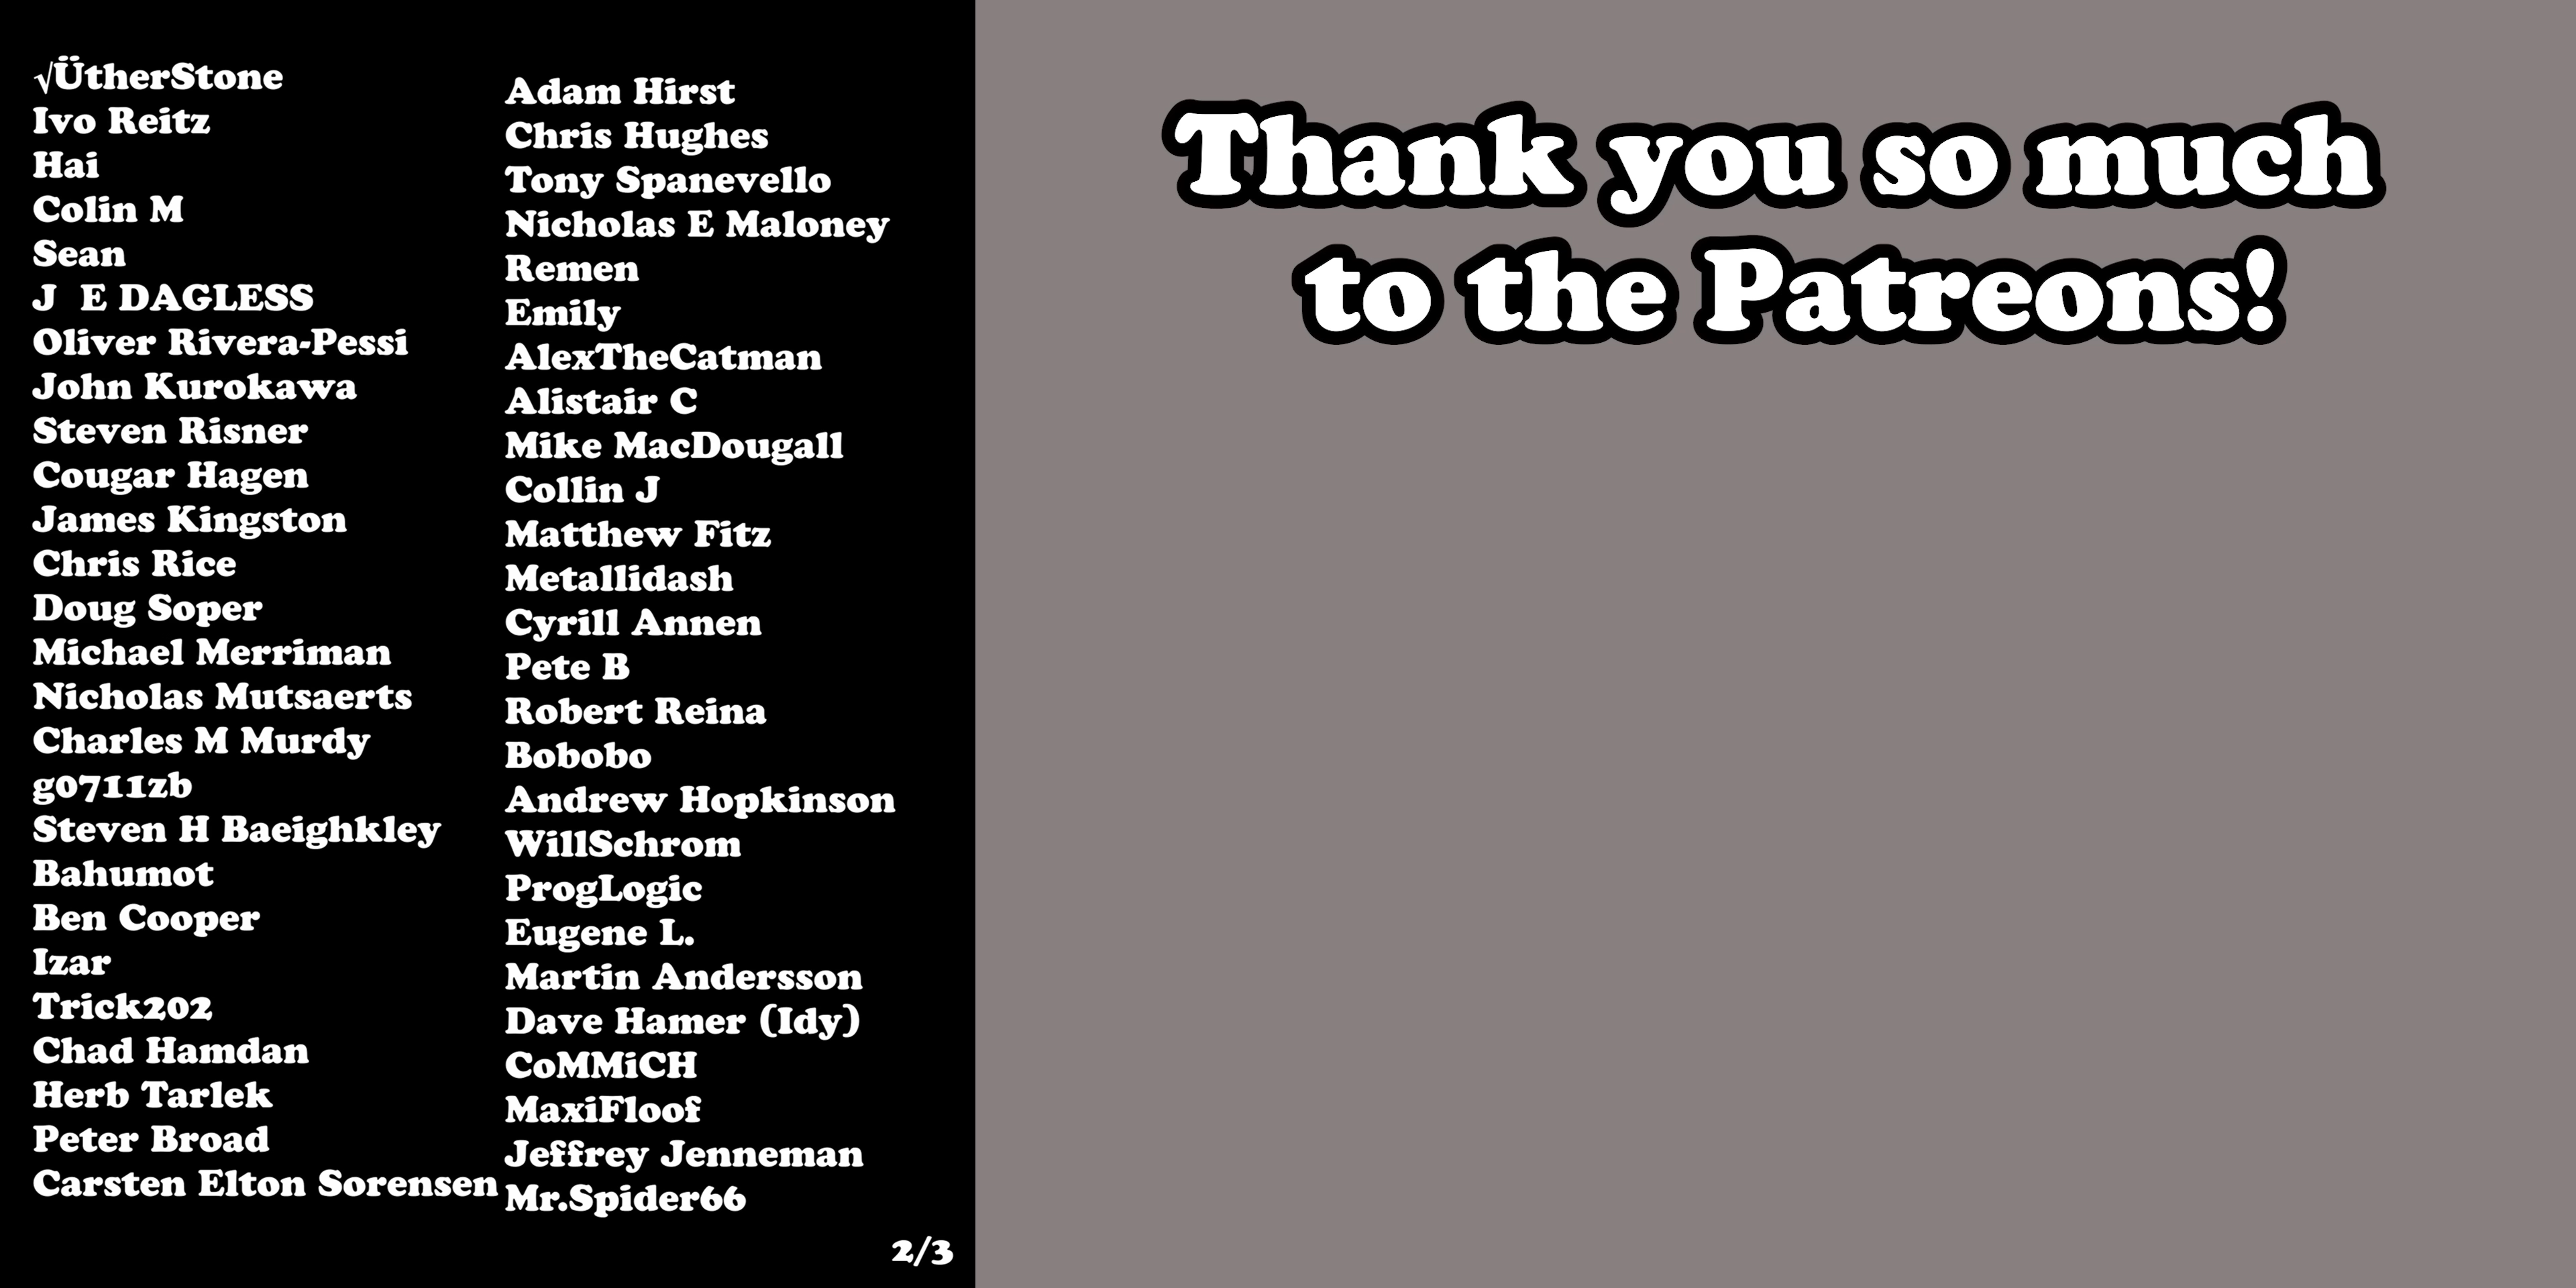 √ÜtherStone
Ivo Reitz
Hai
Colin M
Sean
J  E DAGLESS
Oliver Rivera-Pessi
John Kurokawa
Steven Risner
Cougar Hagen
James Kingston
Chris Rice
Doug Soper
Michael Merriman
Nicholas Mutsaerts
Charles M Murdy
g0711zb
Steven H Baeighkley
Bahumot
Ben Cooper
Izar
Trick202
Chad Hamdan
Herb Tarlek
Peter Broad
Carsten Elton Sorensen
Adam Hirst
Chris Hughes
Tony Spanevello
Nicholas E Maloney
Remen
Emily
AlexTheCatman
Alistair C
Mike MacDougall
Collin J
Matthew Fitz
Metallidash
Cyrill Annen
Pete B
Robert Reina
Bobobo
Andrew Hopkinson
WillSchrom
ProgLogic
Eugene L.
Martin Andersson
Dave Hamer (Idy)
CoMMiCH
MaxiFloof
Jeffrey Jenneman
Mr.Spider66
2/3
Thank you so much
to the Patreons!